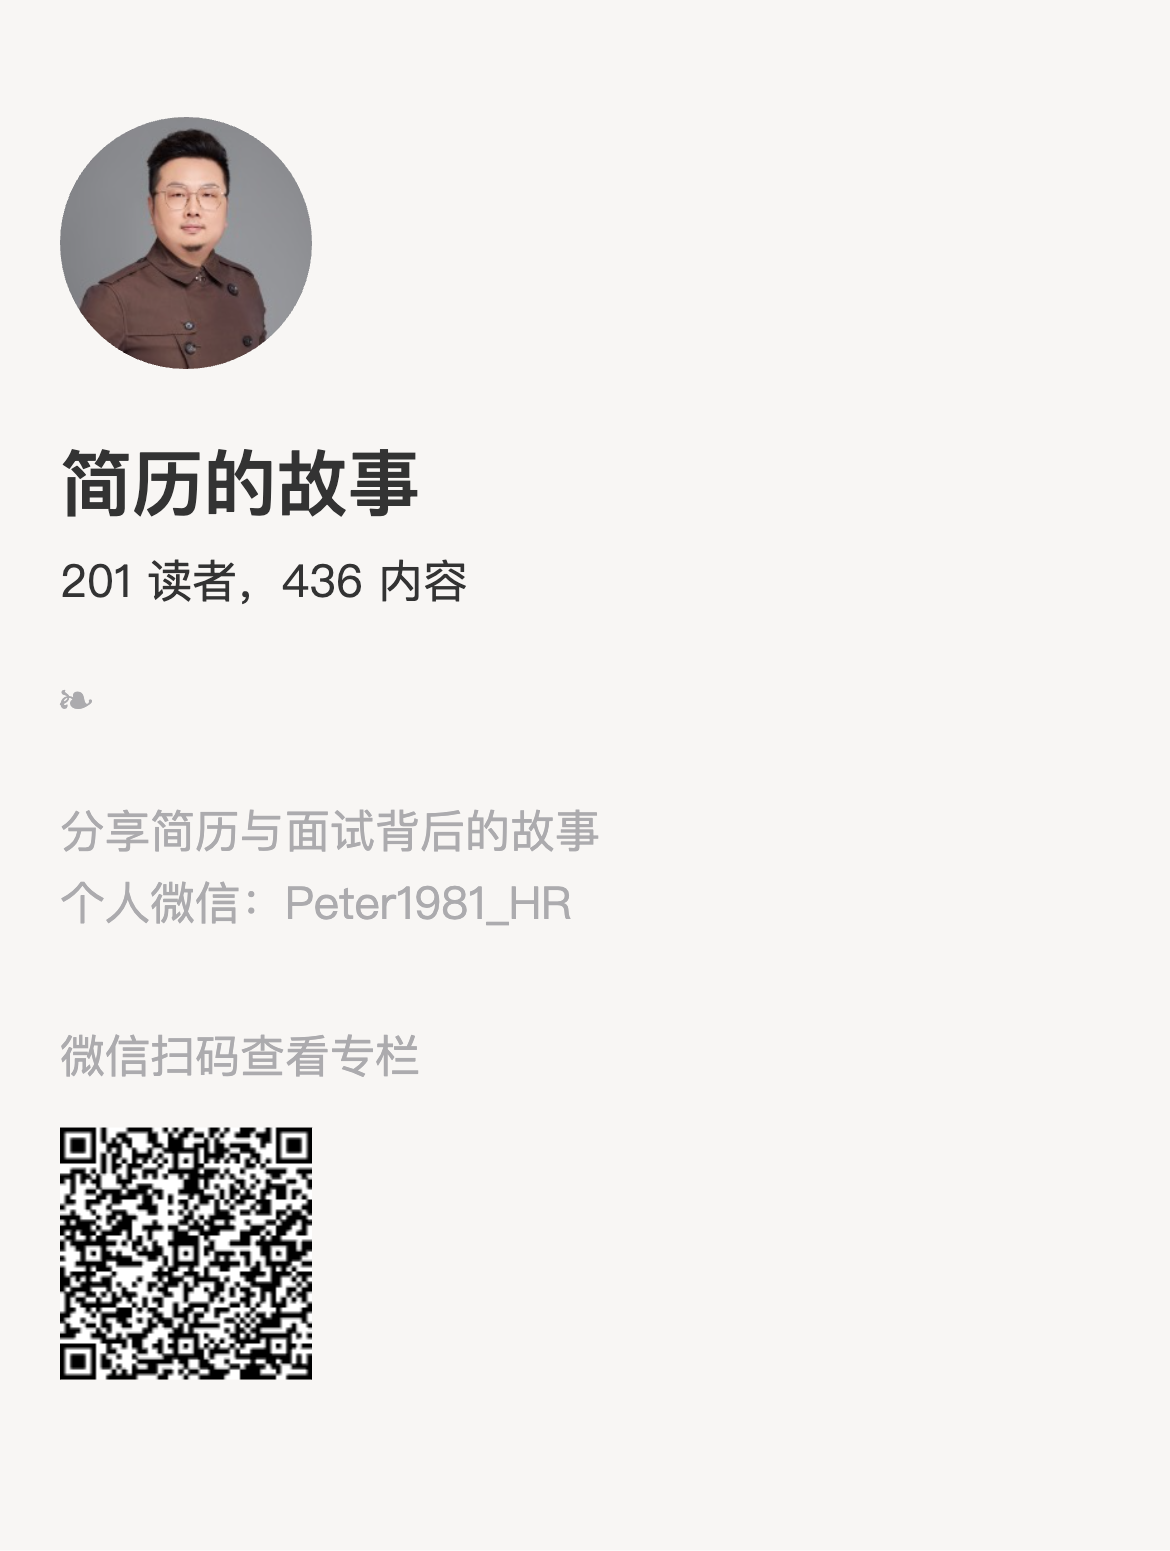 简历的故事
201 读者，436 内容
❧
分享简历与面试背后的故事
个人微信：Peter1981_HR
微信扫码查看专栏